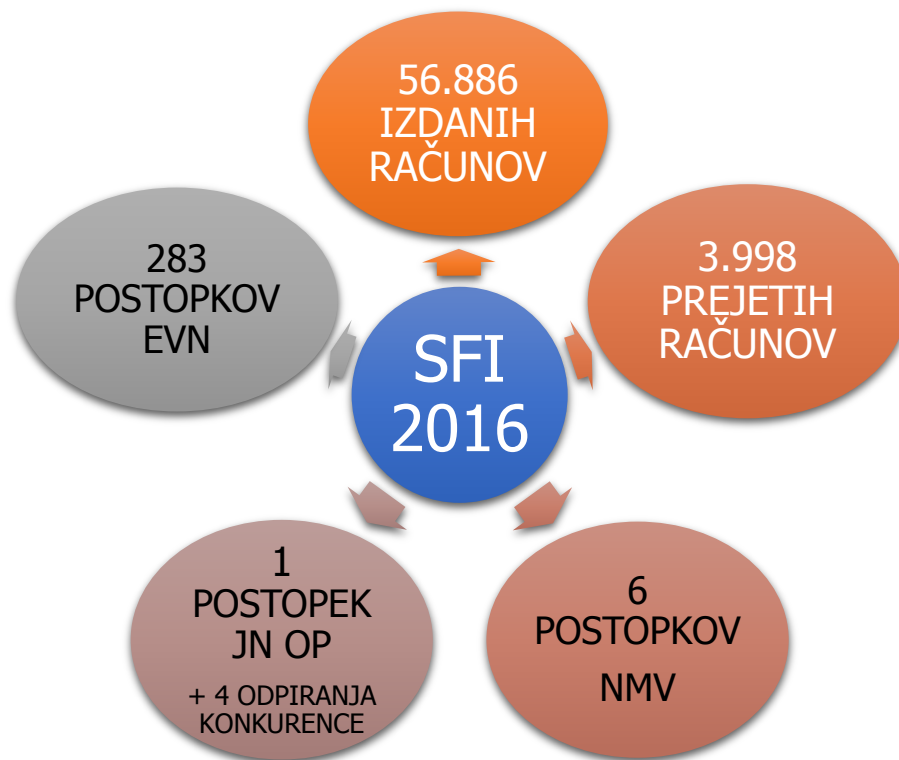 56.886
IZDANIH
RAČUNOV
283
POSTOPKOV
EVN
3.998
PREJETIH
RAČUNOV
SFI
2016
1
POSTOPEK
JN OP
+ 4 ODPIRANJA
KONKURENCE
6
POSTOPKOV
NMV